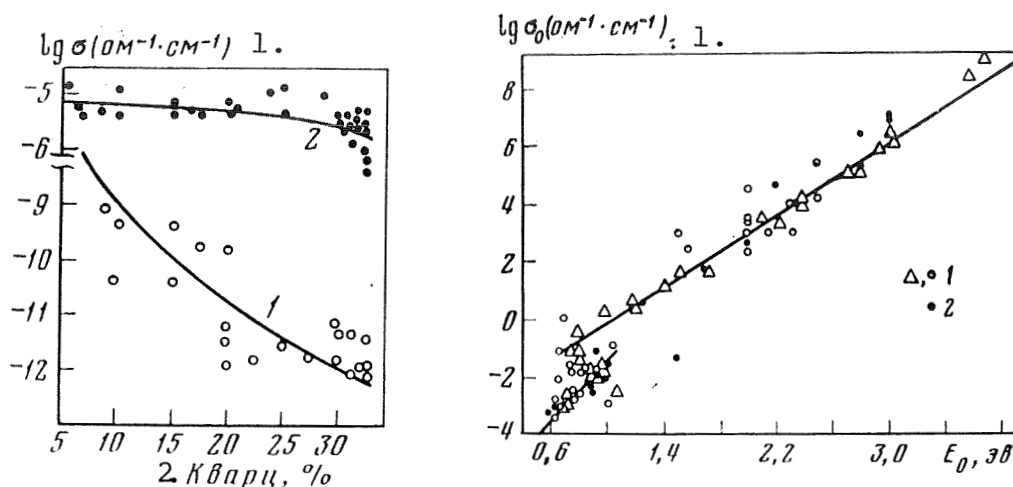 lg σ(ом⁻¹·см⁻¹) 1.
-5
-6
-9
-10
-11
-12
2
1
5 10 15 20 25 30
2. Кварц, %
lg σ₀(ом⁻¹·см⁻¹). : 1.
8
6
4
2
0
-2
-4
△, ○ 1
● 2
0,6 1,4 2,2 3,0 E₀, эв